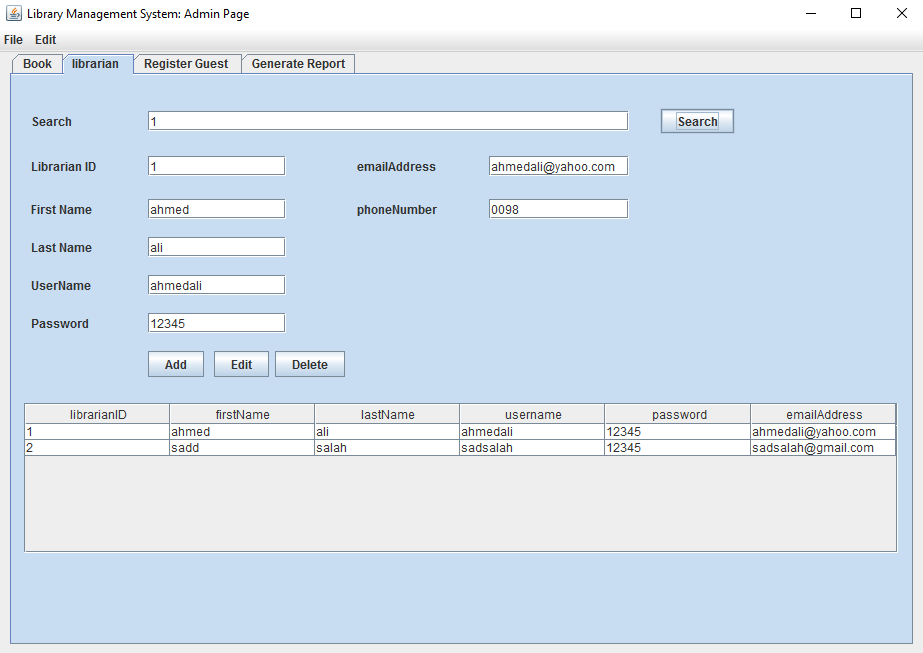 Library Management System: Admin Page
File Edit
Book librarian Register Guest Generate Report
Search 1 Search
Librarian ID 1 emailAddress ahmedali@yahoo.com
First Name ahmed phoneNumber 0098
Last Name ali
UserName ahmedali
Password 12345
Add Edit Delete
librarianID firstName lastName username password emailAddress
1 ahmed ali ahmedali 12345 ahmedali@yahoo.com
2 sadd salah sadsalah 12345 sadsalah@gmail.com